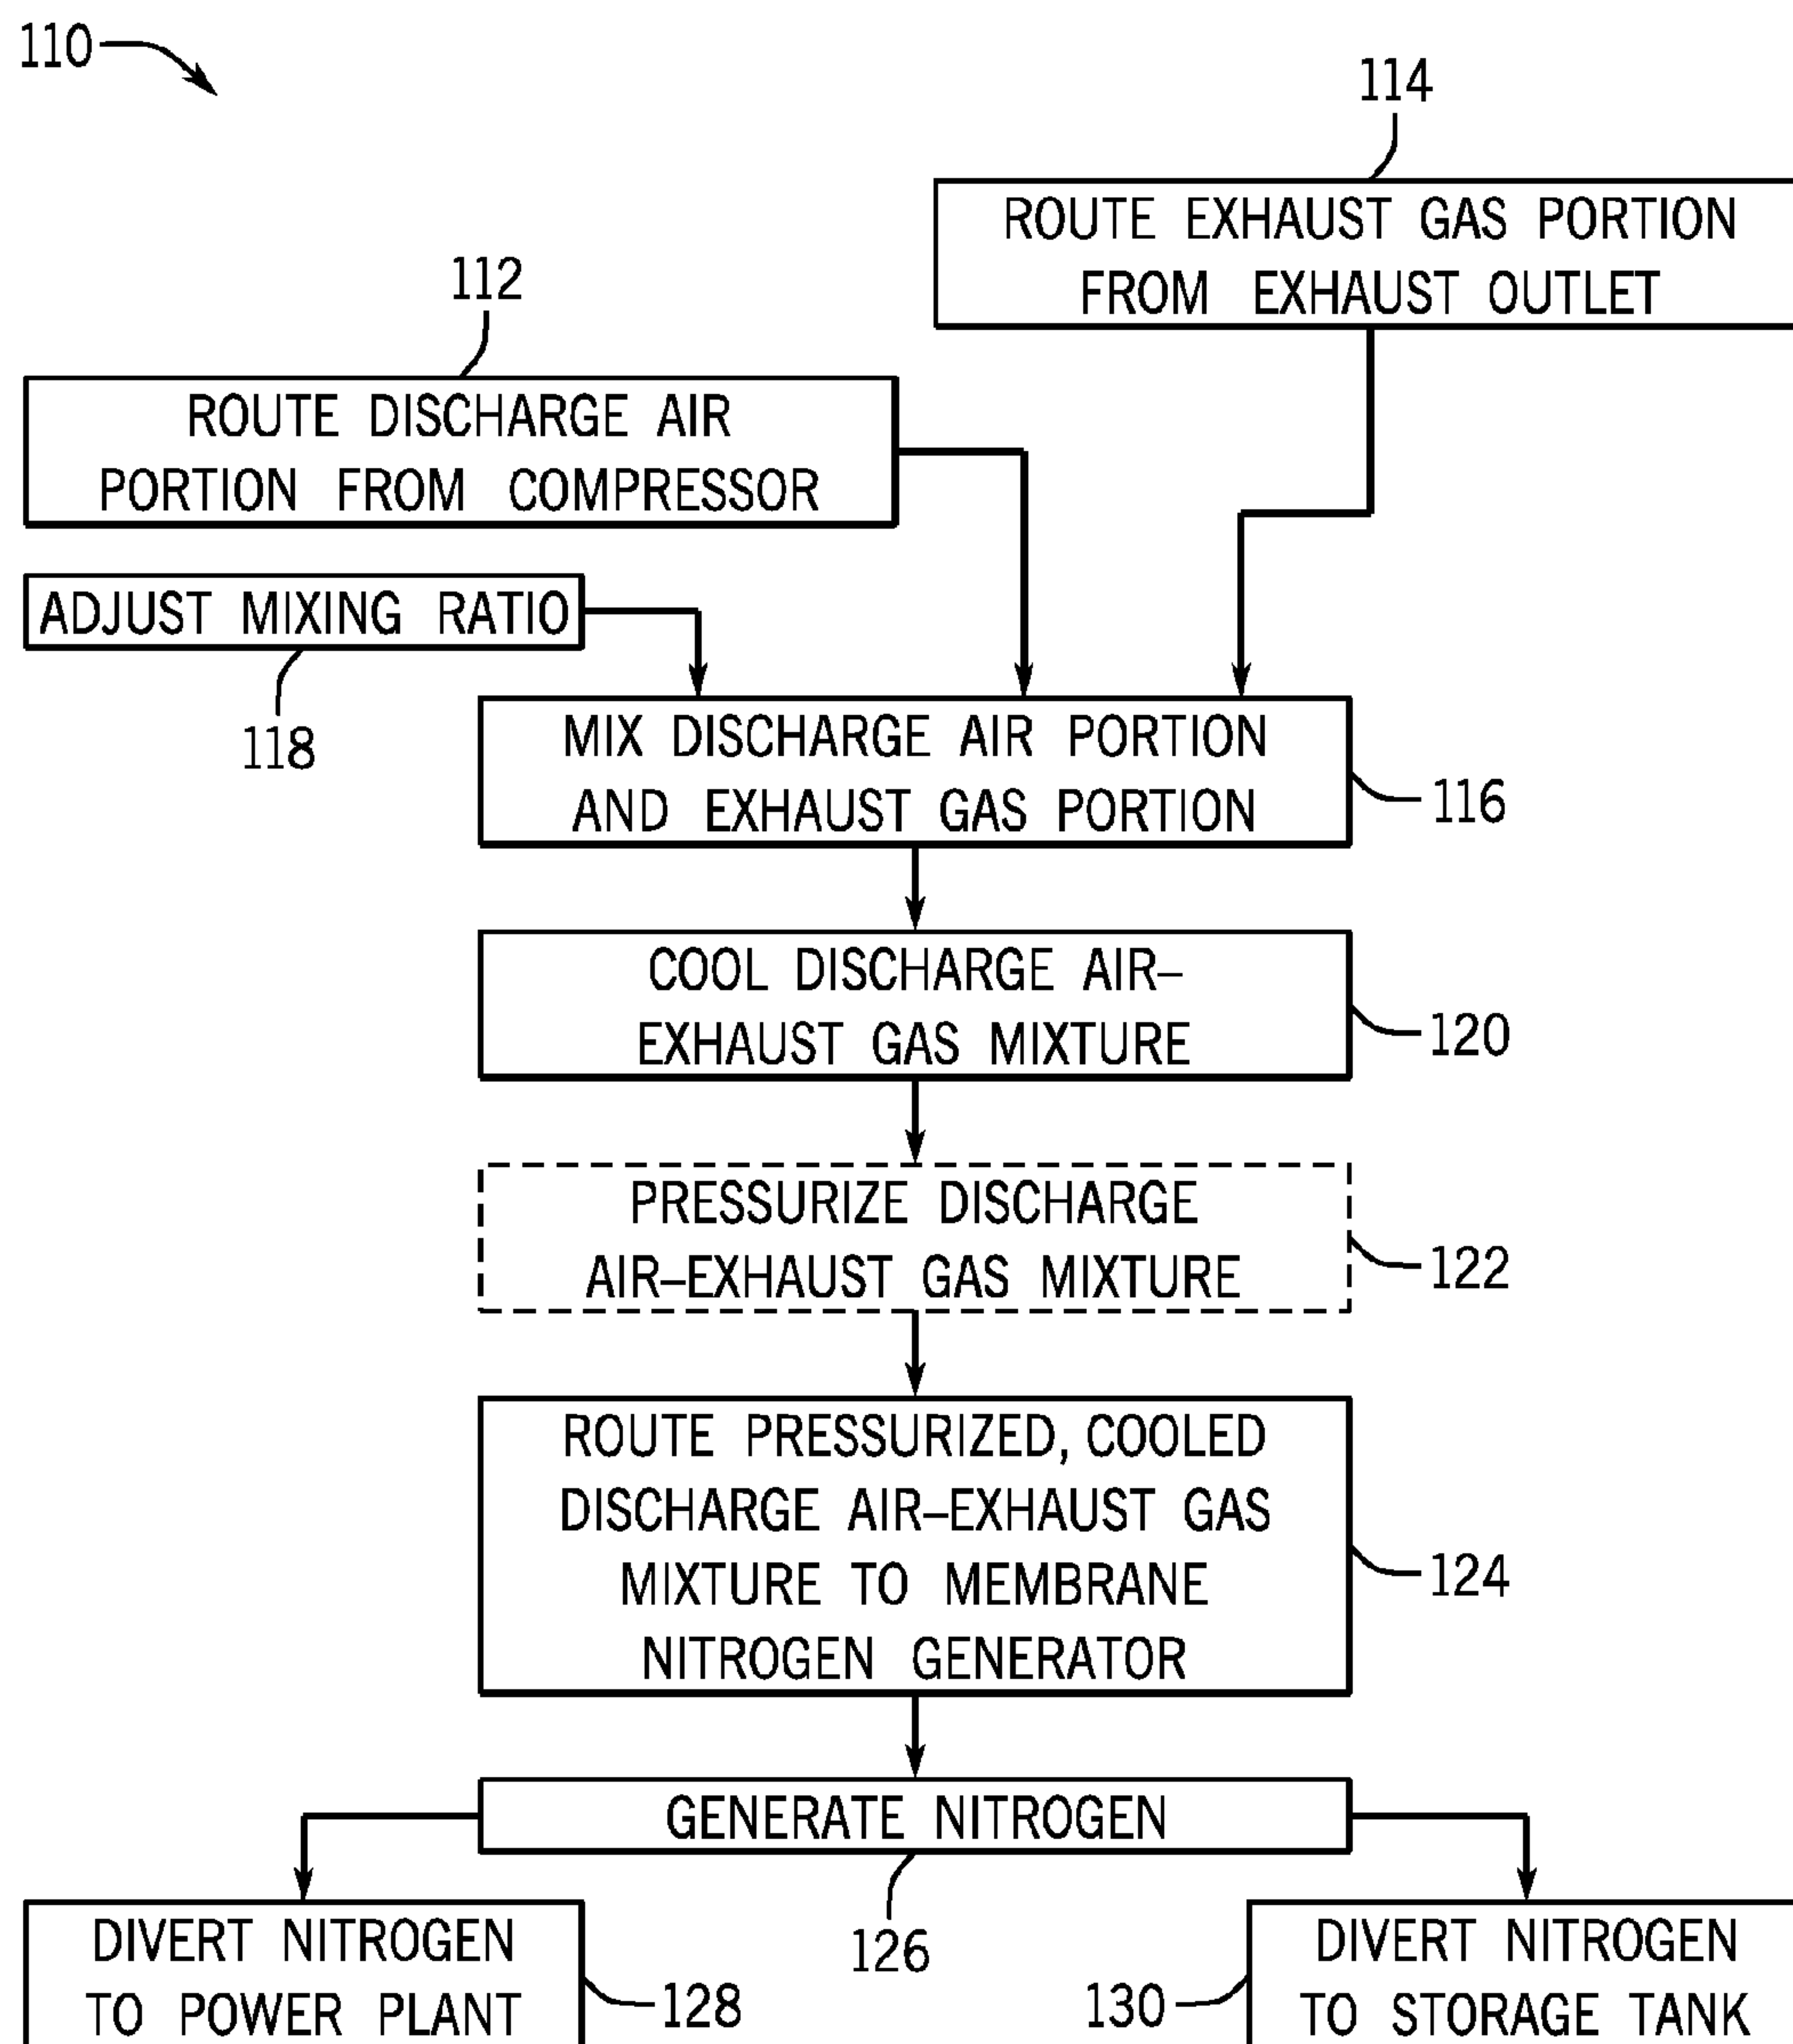 110
114
ROUTE EXHAUST GAS PORTION
FROM EXHAUST OUTLET
112
ROUTE DISCHARGE AIR
PORTION FROM COMPRESSOR
ADJUST MIXING RATIO
118
MIX DISCHARGE AIR PORTION
AND EXHAUST GAS PORTION
116
COOL DISCHARGE AIR–
EXHAUST GAS MIXTURE
120
PRESSURIZE DISCHARGE
AIR–EXHAUST GAS MIXTURE
122
ROUTE PRESSURIZED, COOLED
DISCHARGE AIR–EXHAUST GAS
MIXTURE TO MEMBRANE
NITROGEN GENERATOR
124
GENERATE NITROGEN
126
DIVERT NITROGEN
TO POWER PLANT
128
130
DIVERT NITROGEN
TO STORAGE TANK